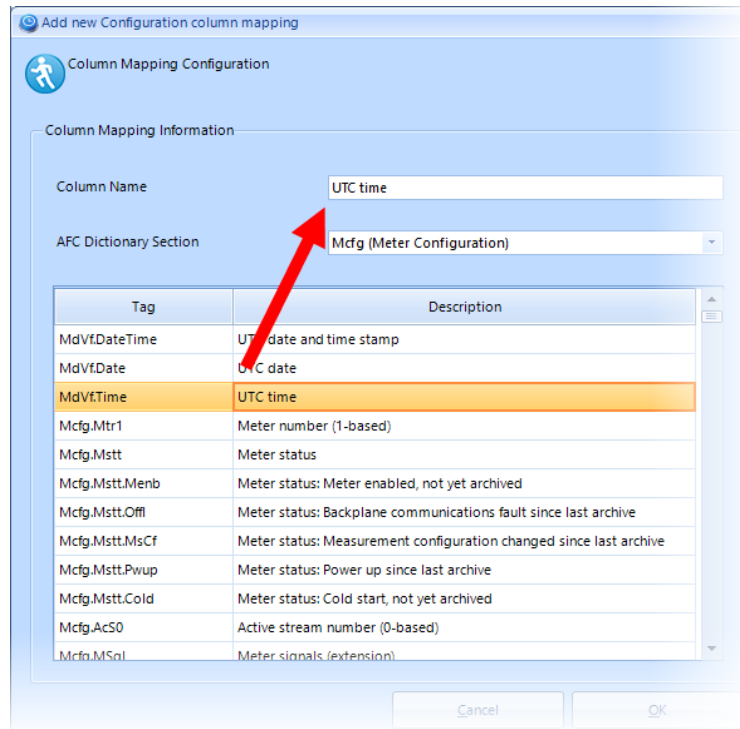 Add new Configuration column mapping
Column Mapping Configuration
Column Mapping Information
Column Name UTC time
AFC Dictionary Section Mcfg (Meter Configuration)
Tag Description
MdVf.DateTime UTC date and time stamp
MdVf.Date UTC date
MdVf.Time UTC time
Mcfg.Mtr1 Meter number (1-based)
Mcfg.Mstt Meter status
Mcfg.Mstt.Menb Meter status: Meter enabled, not yet archived
Mcfg.Mstt.Offl Meter status: Backplane communications fault since last archive
Mcfg.Mstt.MsCf Meter status: Measurement configuration changed since last archive
Mcfg.Mstt.Pwup Meter status: Power up since last archive
Mcfg.Mstt.Cold Meter status: Cold start, not yet archived
Mcfg.AcS0 Active stream number (0-based)
Mcfg.MSgl Meter signals (extension)
Cancel OK